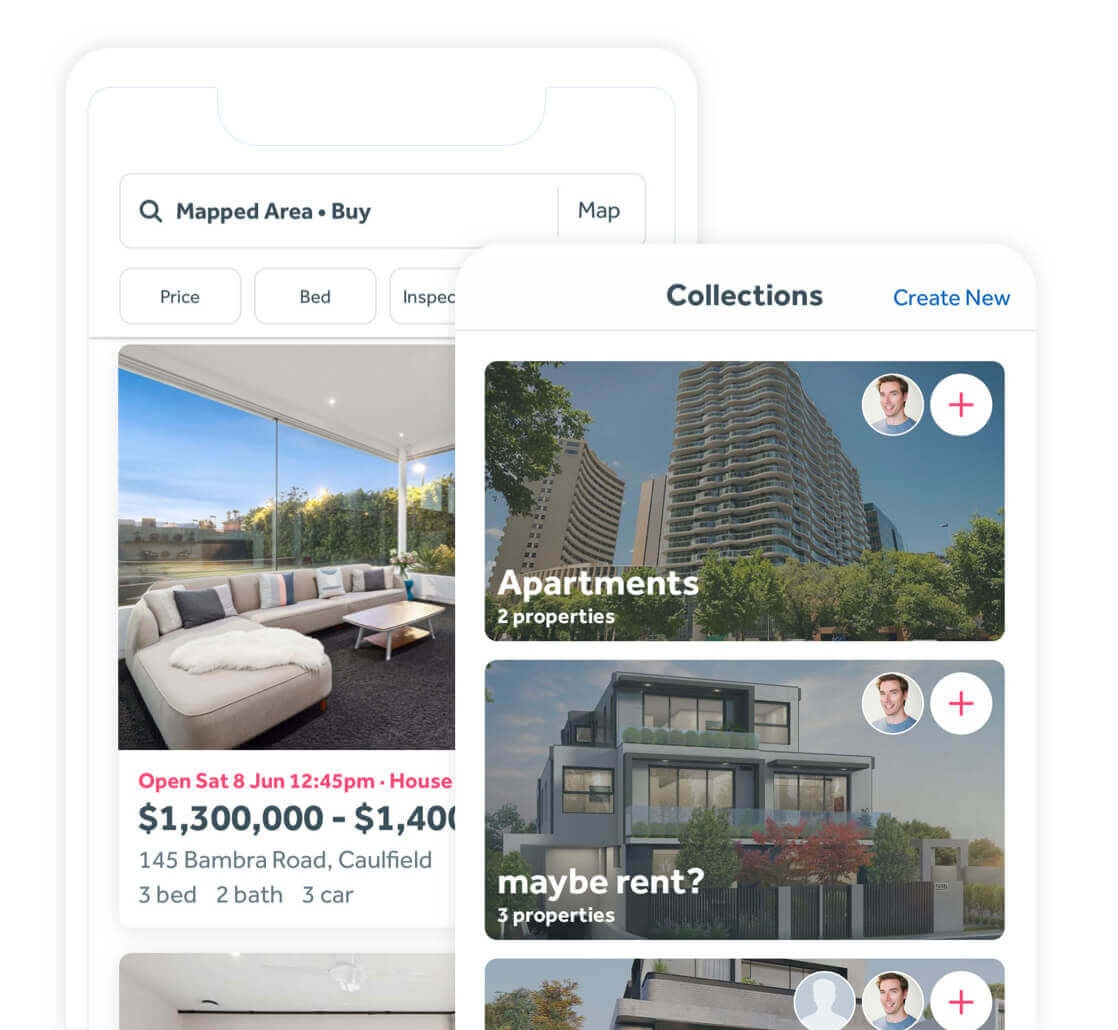 Mapped Area • Buy
Map
Price
Bed
Inspec
Open Sat 8 Jun 12:45pm · House
$1,300,000 - $1,40
145 Bambra Road, Caulfield
3 bed 2 bath 3 car
Collections
Create New
Apartments
2 properties
maybe rent?
3 properties